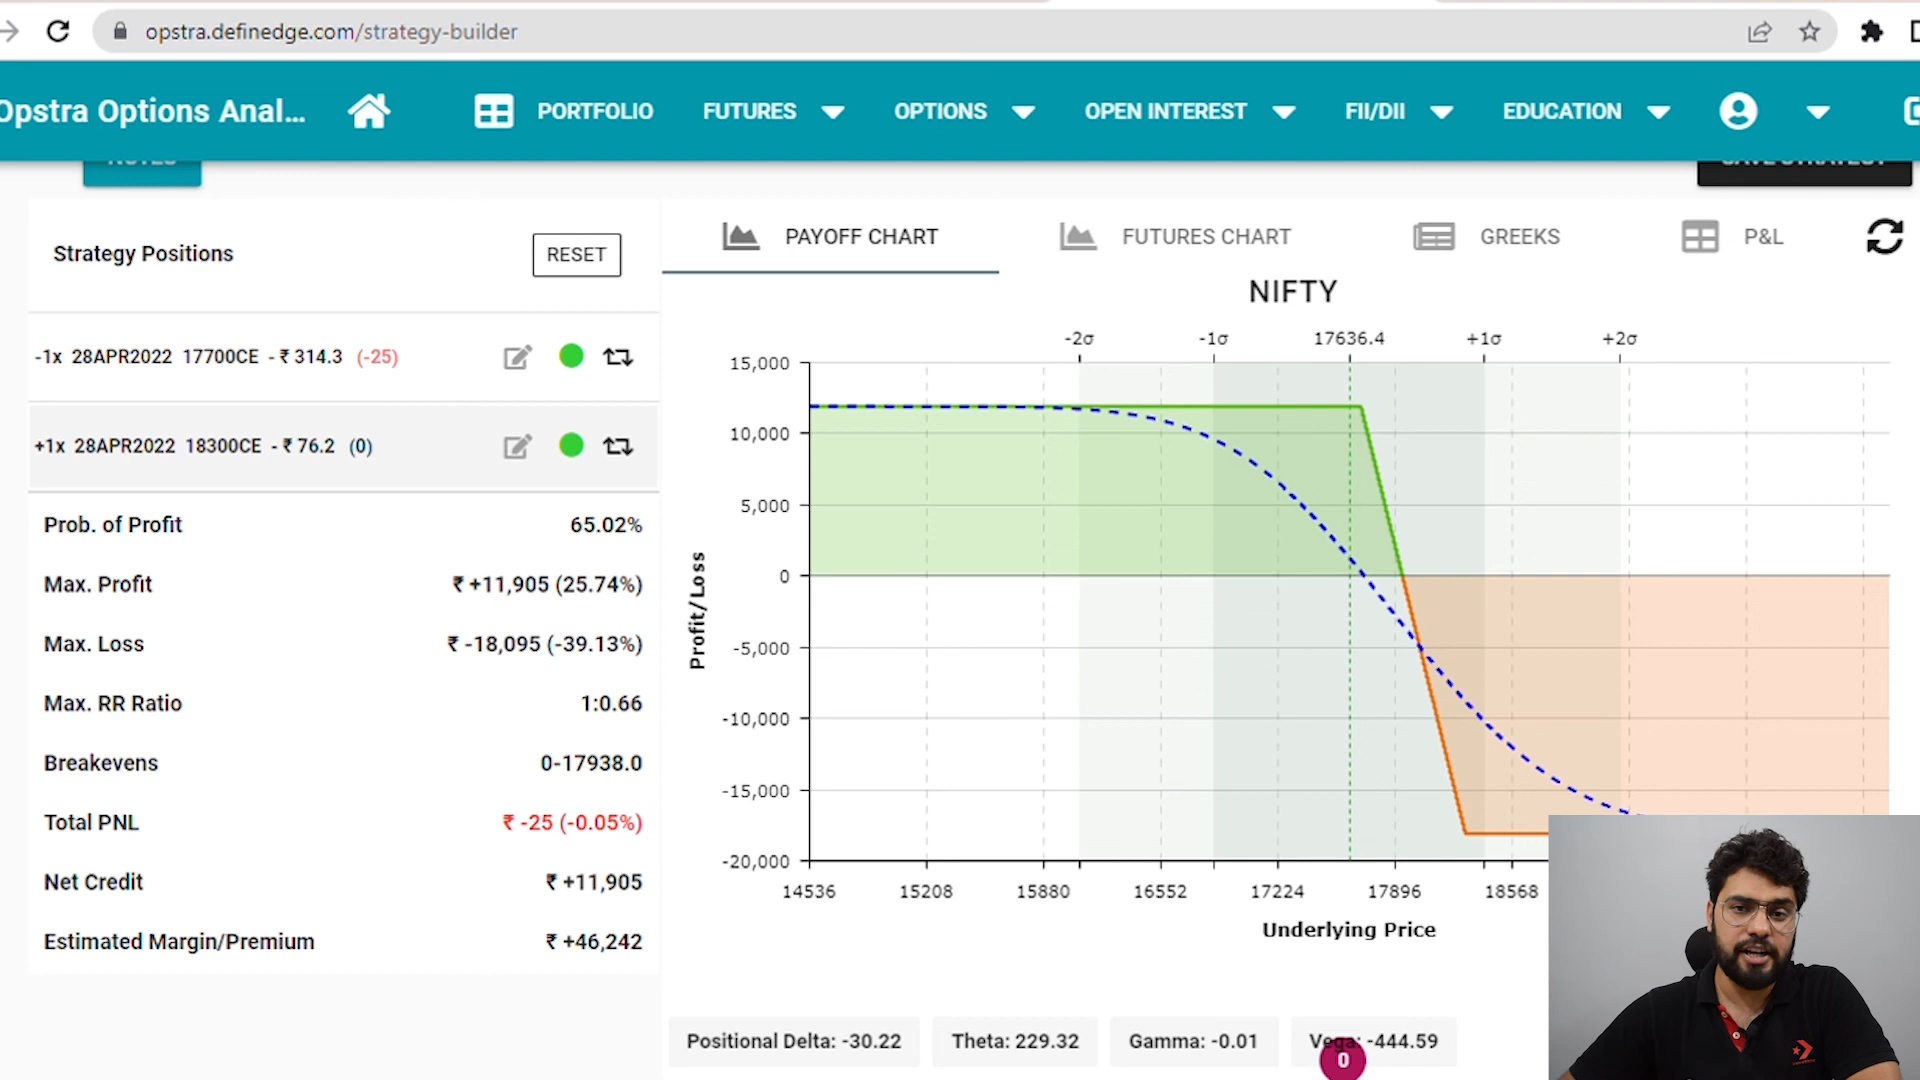 opstra.definedge.com/strategy-builder
Opstra Options Anal...
PORTFOLIO
FUTURES
OPTIONS
OPEN INTEREST
FII/DII
EDUCATION
Strategy Positions
RESET
-1x 28APR2022 17700CE - ₹ 314.3 (-25)
+1x 28APR2022 18300CE - ₹ 76.2 (0)
Prob. of Profit 65.02%
Max. Profit ₹ +11,905 (25.74%)
Max. Loss ₹ -18,095 (-39.13%)
Max. RR Ratio 1:0.66
Breakevens 0-17938.0
Total PNL ₹ -25 (-0.05%)
Net Credit ₹ +11,905
Estimated Margin/Premium ₹ +46,242
PAYOFF CHART
FUTURES CHART
GREEKS
P&L
NIFTY
-2σ -1σ 17636.4 +1σ +2σ
15,000
10,000
5,000
0
-5,000
-10,000
-15,000
-20,000
Profit/Loss
14536 15208 15880 16552 17224 17896 18568
Underlying Price
Positional Delta: -30.22
Theta: 229.32
Gamma: -0.01
Vega: -444.59
0